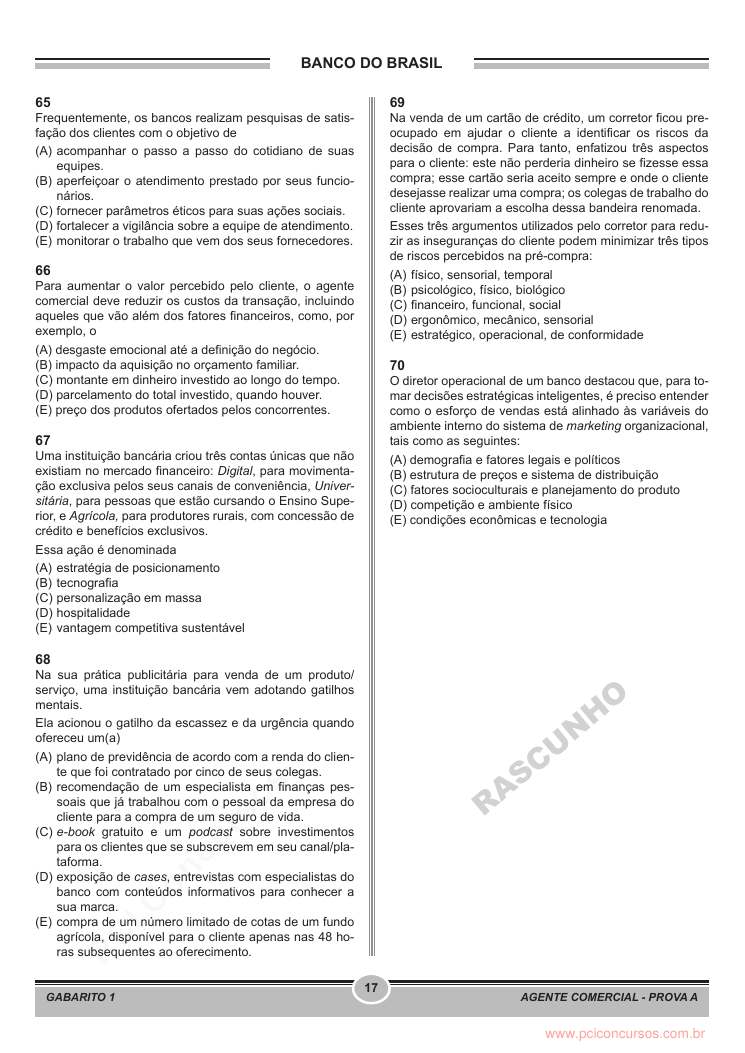 BANCO DO BRASIL
65
Frequentemente, os bancos realizam pesquisas de satis-
fação dos clientes com o objetivo de
(A) acompanhar o passo a passo do cotidiano de suas
equipes.
(B) aperfeiçoar o atendimento prestado por seus funcio-
nários.
(C) fornecer parâmetros éticos para suas ações sociais.
(D) fortalecer a vigilância sobre a equipe de atendimento.
(E) monitorar o trabalho que vem dos seus fornecedores.
66
Para aumentar o valor percebido pelo cliente, o agente
comercial deve reduzir os custos da transação, incluindo
aqueles que vão além dos fatores financeiros, como, por
exemplo, o
(A) desgaste emocional até a definição do negócio.
(B) impacto da aquisição no orçamento familiar.
(C) montante em dinheiro investido ao longo do tempo.
(D) parcelamento do total investido, quando houver.
(E) preço dos produtos ofertados pelos concorrentes.
67
Uma instituição bancária criou três contas únicas que não
existiam no mercado financeiro: Digital, para movimenta-
ção exclusiva pelos seus canais de conveniência, Univer-
sitária, para pessoas que estão cursando o Ensino Supe-
rior, e Agrícola, para produtores rurais, com concessão de
crédito e benefícios exclusivos.
Essa ação é denominada
(A) estratégia de posicionamento
(B) tecnografia
(C) personalização em massa
(D) hospitalidade
(E) vantagem competitiva sustentável
68
Na sua prática publicitária para venda de um produto/
serviço, uma instituição bancária vem adotando gatilhos
mentais.
Ela acionou o gatilho da escassez e da urgência quando
ofereceu um(a)
(A) plano de previdência de acordo com a renda do clien-
te que foi contratado por cinco de seus colegas.
(B) recomendação de um especialista em finanças pes-
soais que já trabalhou com o pessoal da empresa do
cliente para a compra de um seguro de vida.
(C) e-book gratuito e um podcast sobre investimentos
para os clientes que se subscrevem em seu canal/pla-
taforma.
(D) exposição de cases, entrevistas com especialistas do
banco com conteúdos informativos para conhecer a
sua marca.
(E) compra de um número limitado de cotas de um fundo
agrícola, disponível para o cliente apenas nas 48 ho-
ras subsequentes ao oferecimento.
69
Na venda de um cartão de crédito, um corretor ficou pre-
ocupado em ajudar o cliente a identificar os riscos da
decisão de compra. Para tanto, enfatizou três aspectos
para o cliente: este não perderia dinheiro se fizesse essa
compra; esse cartão seria aceito sempre e onde o cliente
desejasse realizar uma compra; os colegas de trabalho do
cliente aprovariam a escolha dessa bandeira renomada.
Esses três argumentos utilizados pelo corretor para redu-
zir as inseguranças do cliente podem minimizar três tipos
de riscos percebidos na pré-compra:
(A) físico, sensorial, temporal
(B) psicológico, físico, biológico
(C) financeiro, funcional, social
(D) ergonômico, mecânico, sensorial
(E) estratégico, operacional, de conformidade
70
O diretor operacional de um banco destacou que, para to-
mar decisões estratégicas inteligentes, é preciso entender
como o esforço de vendas está alinhado às variáveis do
ambiente interno do sistema de marketing organizacional,
tais como as seguintes:
(A) demografia e fatores legais e políticos
(B) estrutura de preços e sistema de distribuição
(C) fatores socioculturais e planejamento do produto
(D) competição e ambiente físico
(E) condições econômicas e tecnologia
RASCUNHO
GABARITO 1
17
AGENTE COMERCIAL - PROVA A
www.pciconcursos.com.br